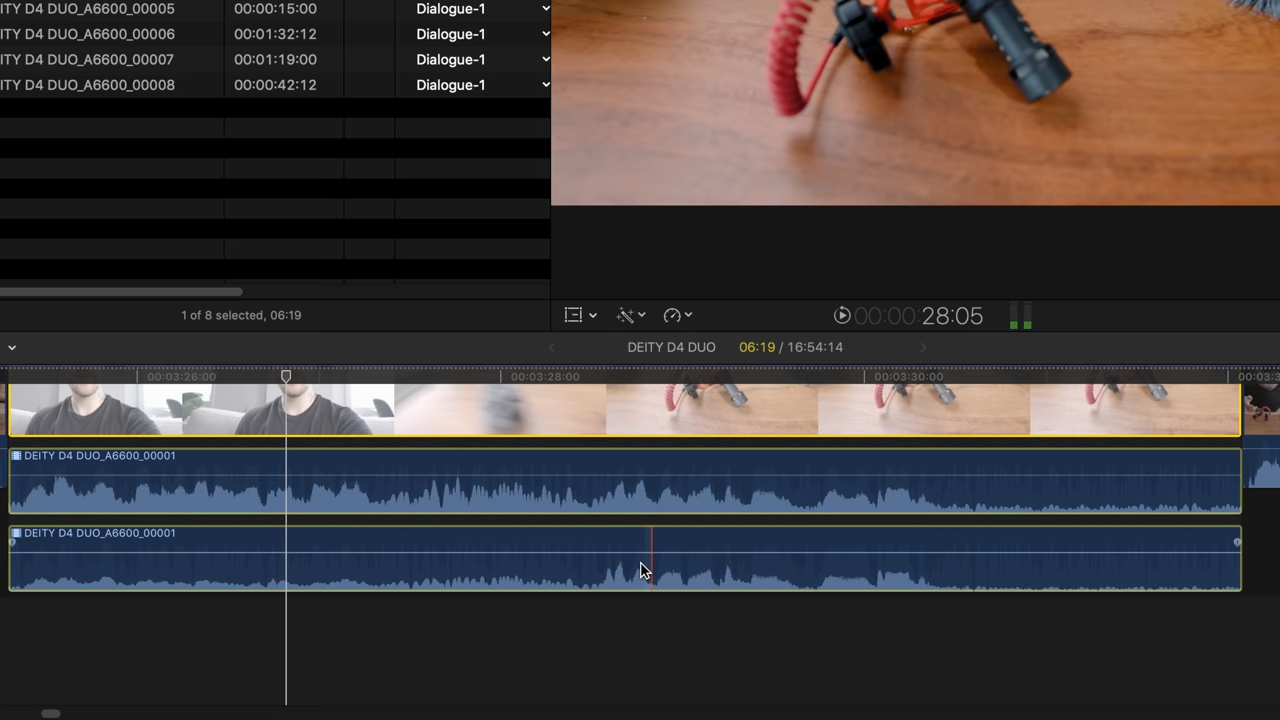 ITY D4 DUO_A6600_00005 00:00:15:00 Dialogue-1
ITY D4 DUO_A6600_00006 00:01:32:12 Dialogue-1
ITY D4 DUO_A6600_00007 00:01:19:00 Dialogue-1
ITY D4 DUO_A6600_00008 00:00:42:12 Dialogue-1
1 of 8 selected, 06:19
00:00:28:05
DEITY D4 DUO 06:19 / 16:54:14
00:03:26:00 00:03:28:00 00:03:30:00 00:03:3
DEITY D4 DUO_A6600_00001
DEITY D4 DUO_A6600_00001